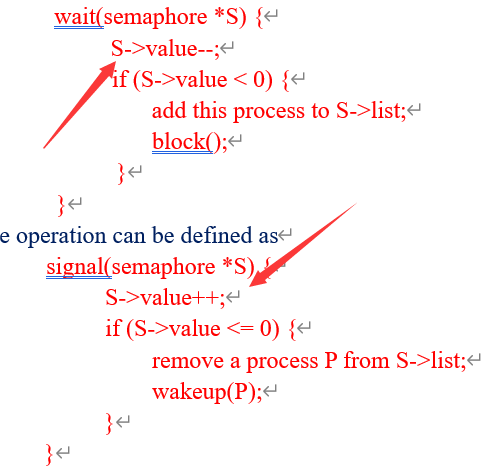 wait(semaphore *S) {↵
S->value--;↵
if (S->value < 0) {↵
add this process to S->list;↵
block();↵
}↵
}↵
e operation can be defined as↵
signal(semaphore *S) {↵
S->value++;↵
if (S->value <= 0) {↵
remove a process P from S->list;↵
wakeup(P);↵
}↵
}↵